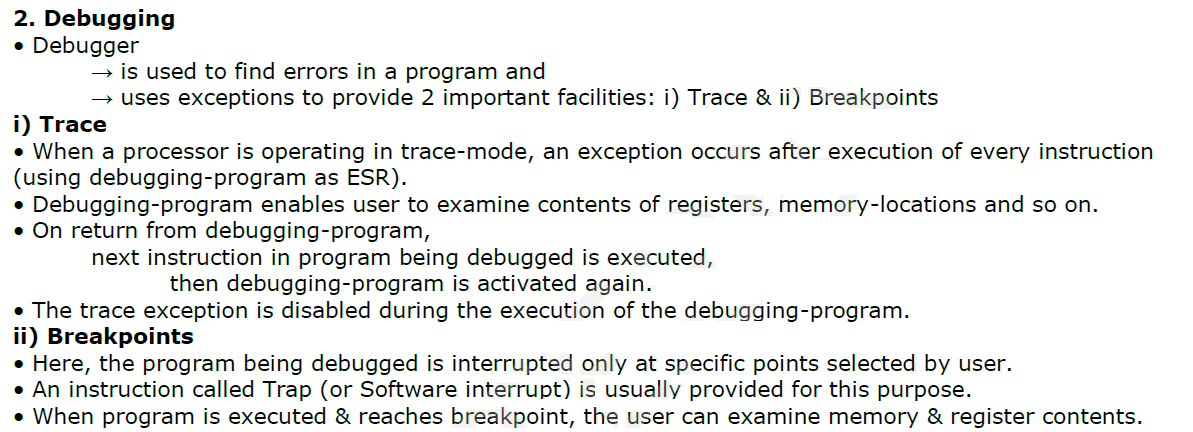 2. Debugging
• Debugger
→ is used to find errors in a program and
→ uses exceptions to provide 2 important facilities: i) Trace & ii) Breakpoints
i) Trace
• When a processor is operating in trace-mode, an exception occurs after execution of every instruction
(using debugging-program as ESR).
• Debugging-program enables user to examine contents of registers, memory-locations and so on.
• On return from debugging-program,
next instruction in program being debugged is executed,
then debugging-program is activated again.
• The trace exception is disabled during the execution of the debugging-program.
ii) Breakpoints
• Here, the program being debugged is interrupted only at specific points selected by user.
• An instruction called Trap (or Software interrupt) is usually provided for this purpose.
• When program is executed & reaches breakpoint, the user can examine memory & register contents.